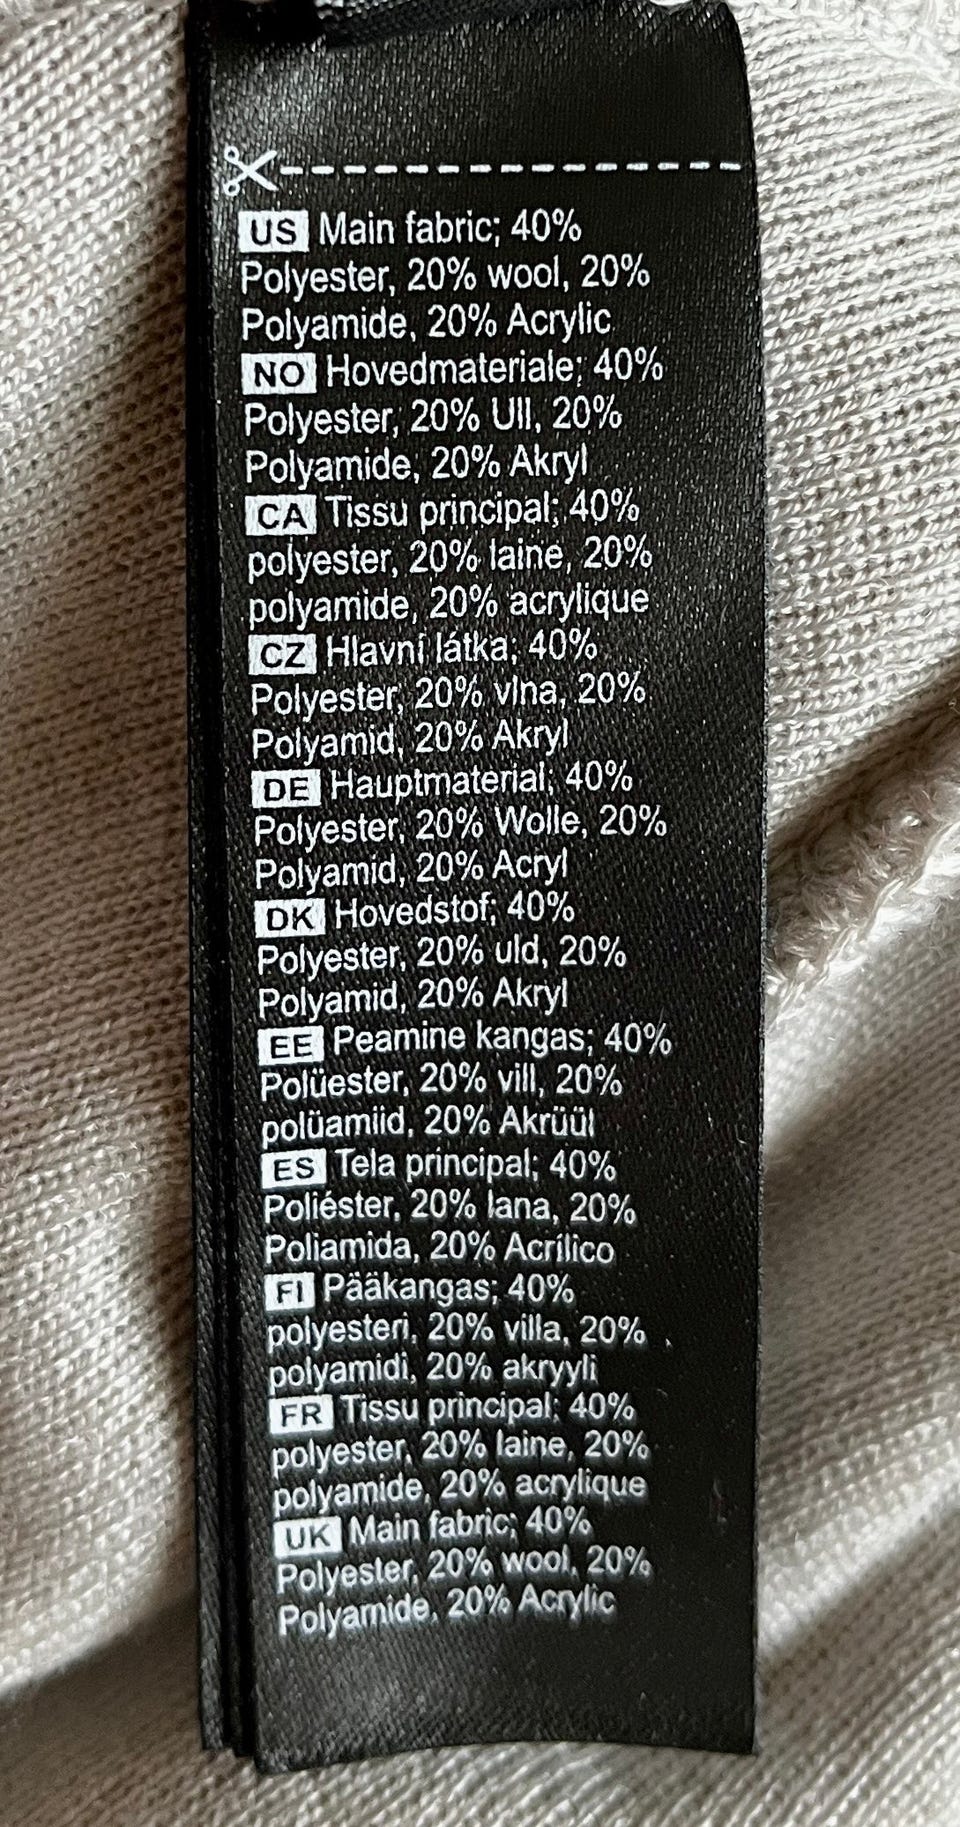 US Main fabric; 40%
Polyester, 20% wool, 20%
Polyamide, 20% Acrylic
NO Hovedmateriale; 40%
Polyester, 20% Ull, 20%
Polyamide, 20% Akryl
CA Tissu principal; 40%
polyester, 20% laine, 20%
polyamide, 20% acrylique
CZ Hlavní látka; 40%
Polyester, 20% vlna, 20%
Polyamid, 20% Akryl
DE Hauptmaterial; 40%
Polyester, 20% Wolle, 20%
Polyamid, 20% Acryl
DK Hovedstof; 40%
Polyester, 20% uld, 20%
Polyamid, 20% Akryl
EE Peamine kangas; 40%
Polüester, 20% vill, 20%
polüamiid, 20% Akrüül
ES Tela principal; 40%
Poliéster, 20% lana, 20%
Poliamida, 20% Acrílico
FI Pääkangas; 40%
polyesteri, 20% villa, 20%
polyamidi, 20% akryyli
FR Tissu principal; 40%
polyester, 20% laine, 20%
polyamide, 20% acrylique
UK Main fabric; 40%
Polyester, 20% wool, 20%
Polyamide, 20% Acrylic